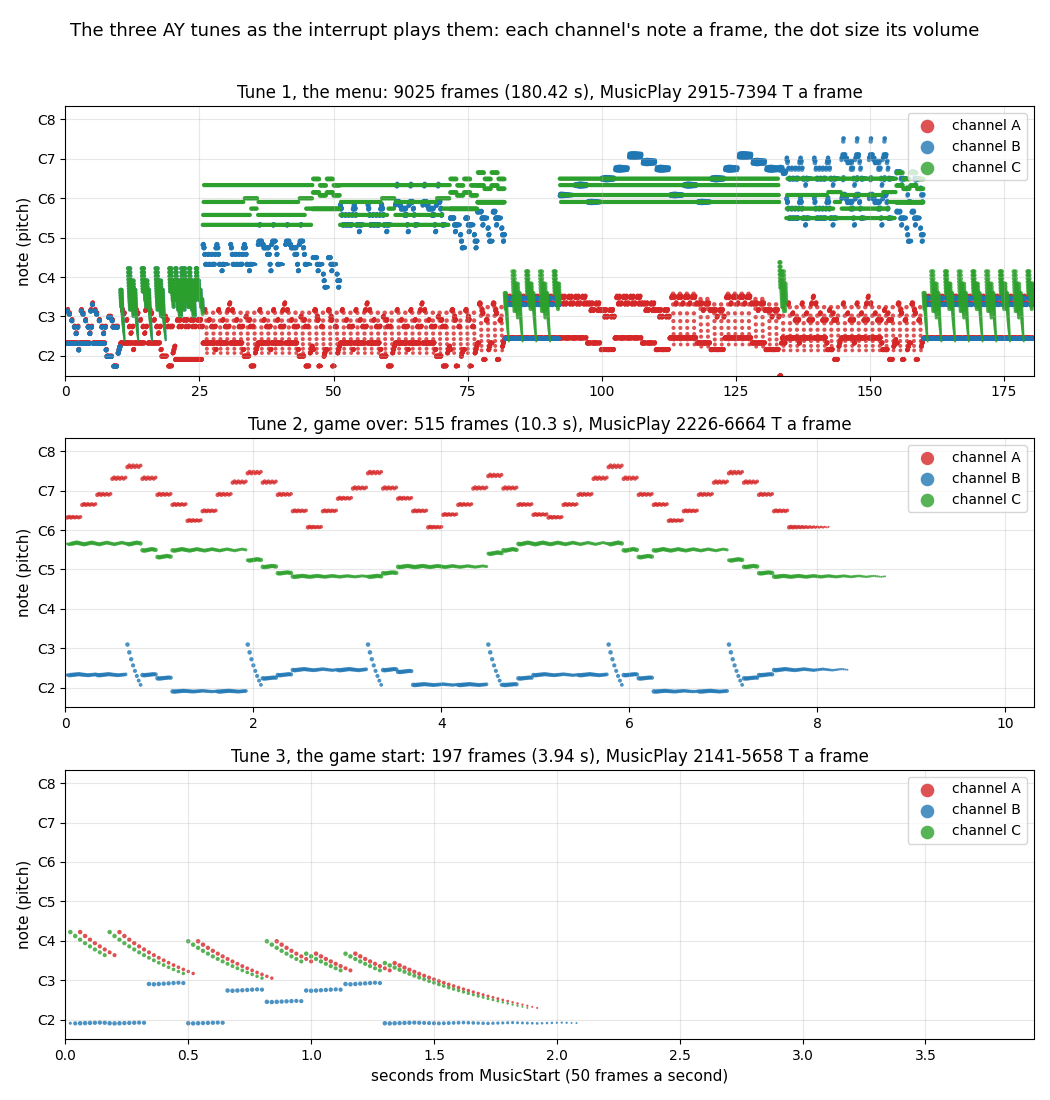 The three AY tunes as the interrupt plays them: each channel's note a frame, the dot size its volume
Tune 1, the menu: 9025 frames (180.42 s), MusicPlay 2915-7394 T a frame
note (pitch)
C8
C7
C6
C5
C4
C3
C2
channel A
channel B
channel C
0 25 50 75 100 125 150 175
Tune 2, game over: 515 frames (10.3 s), MusicPlay 2226-6664 T a frame
note (pitch)
C8
C7
C6
C5
C4
C3
C2
channel A
channel B
channel C
0 2 4 6 8 10
Tune 3, the game start: 197 frames (3.94 s), MusicPlay 2141-5658 T a frame
note (pitch)
C8
C7
C6
C5
C4
C3
C2
channel A
channel B
channel C
0.0 0.5 1.0 1.5 2.0 2.5 3.0 3.5
seconds from MusicStart (50 frames a second)